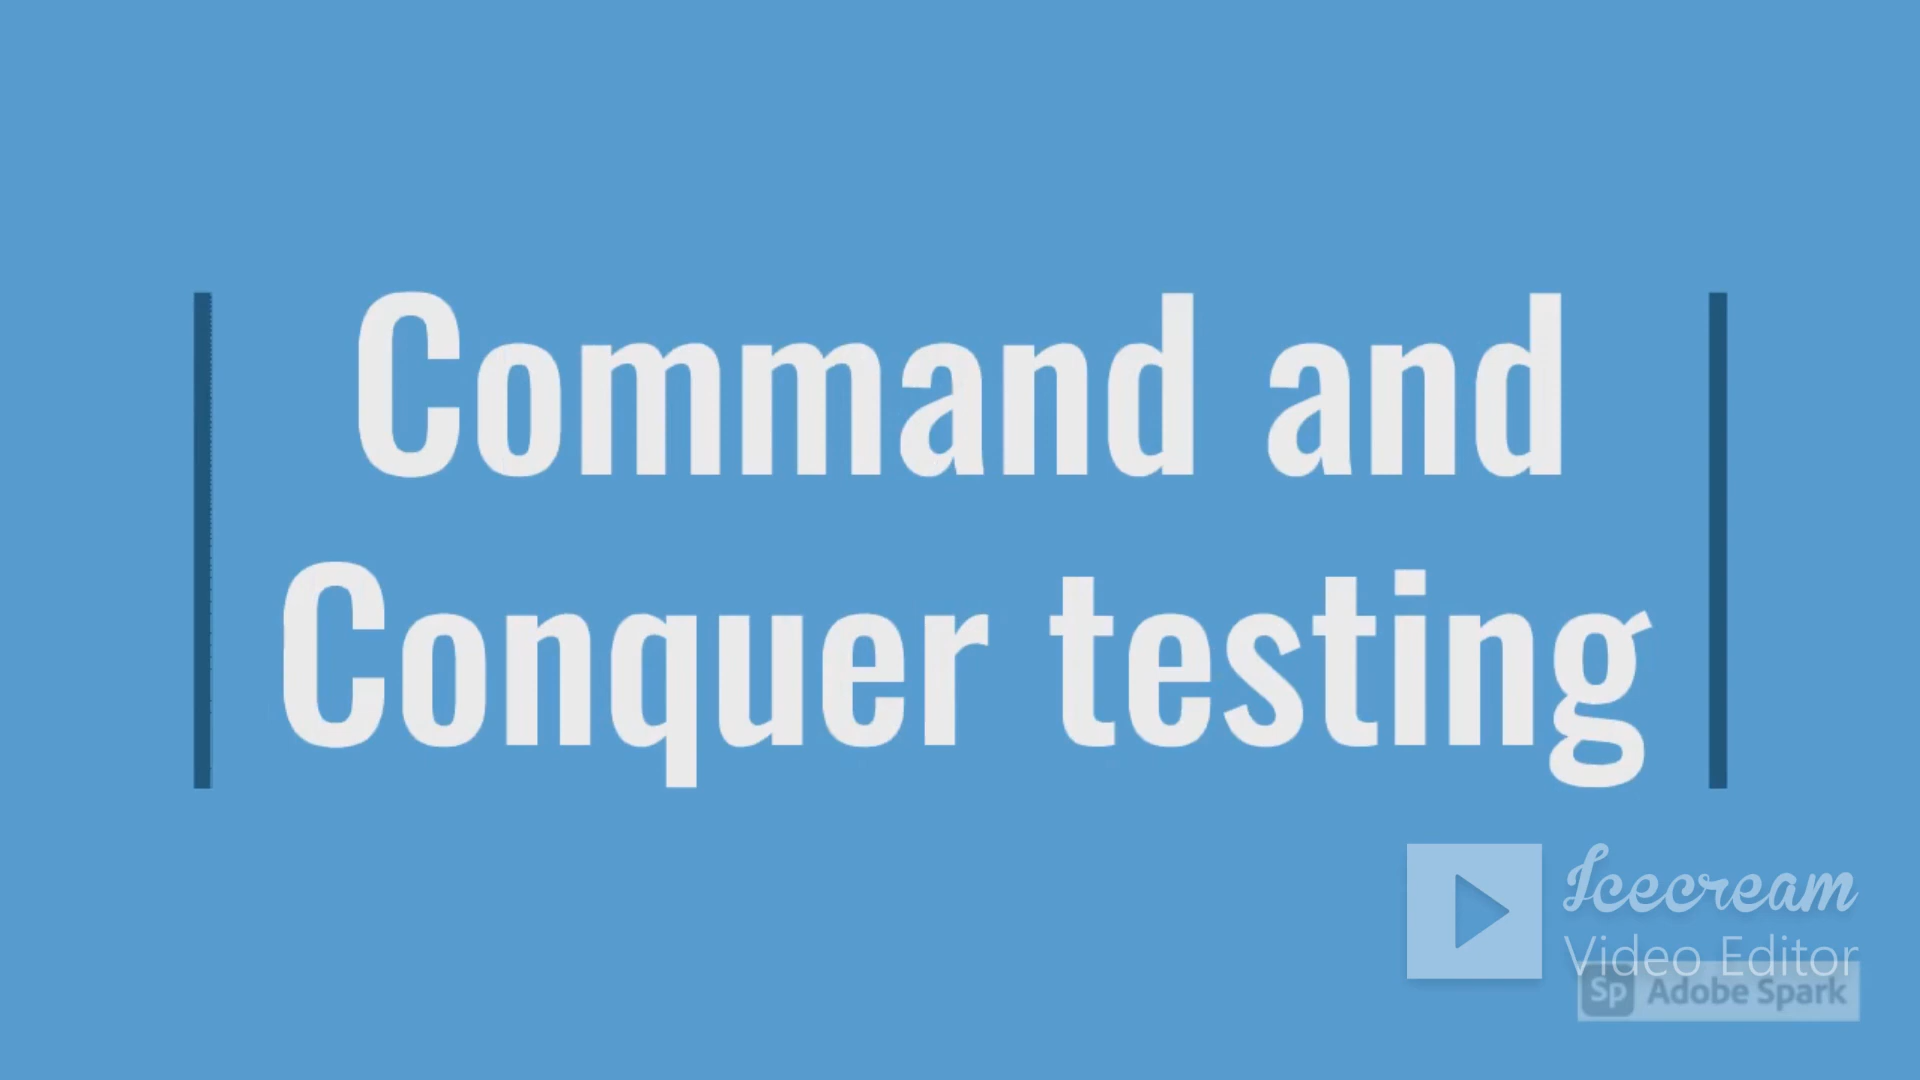 Command and
Conquer testing
Icecream
Video Editor
Sp Adobe Spark